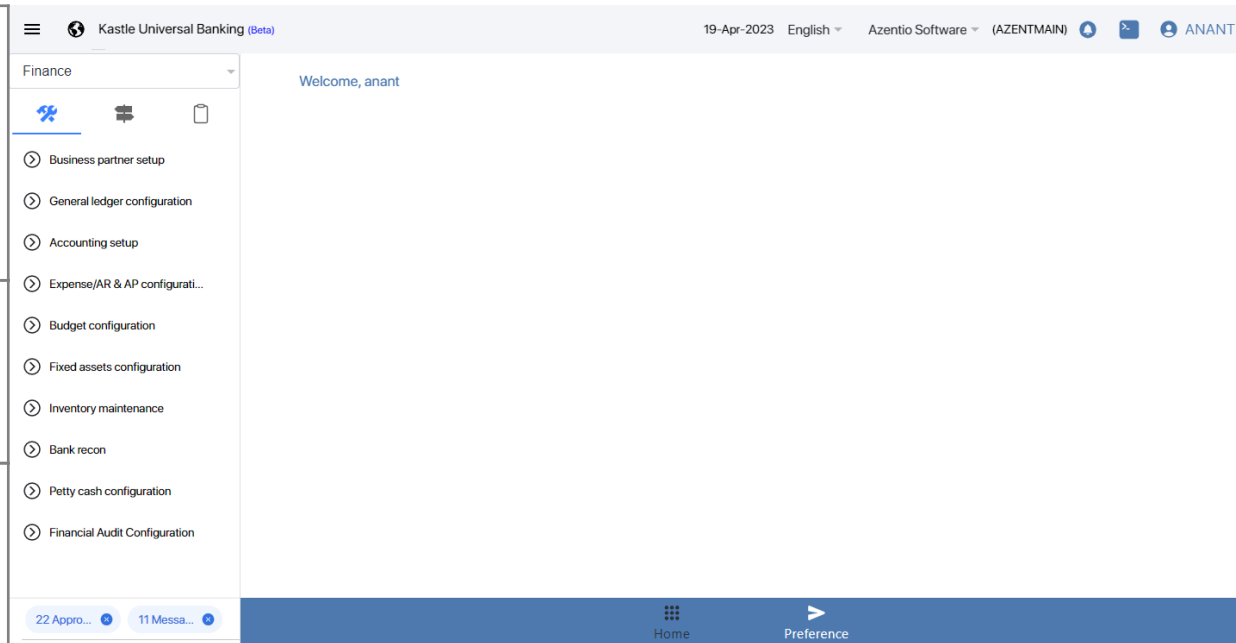 Kastle Universal Banking (Beta)
19-Apr-2023 English Azentio Software (AZENTMAIN) ANANT
Finance
Welcome, anant
Business partner setup
General ledger configuration
Accounting setup
Expense/AR & AP configurati...
Budget configuration
Fixed assets configuration
Inventory maintenance
Bank recon
Petty cash configuration
Financial Audit Configuration
22 Appro... 11 Messa...
Home Preference